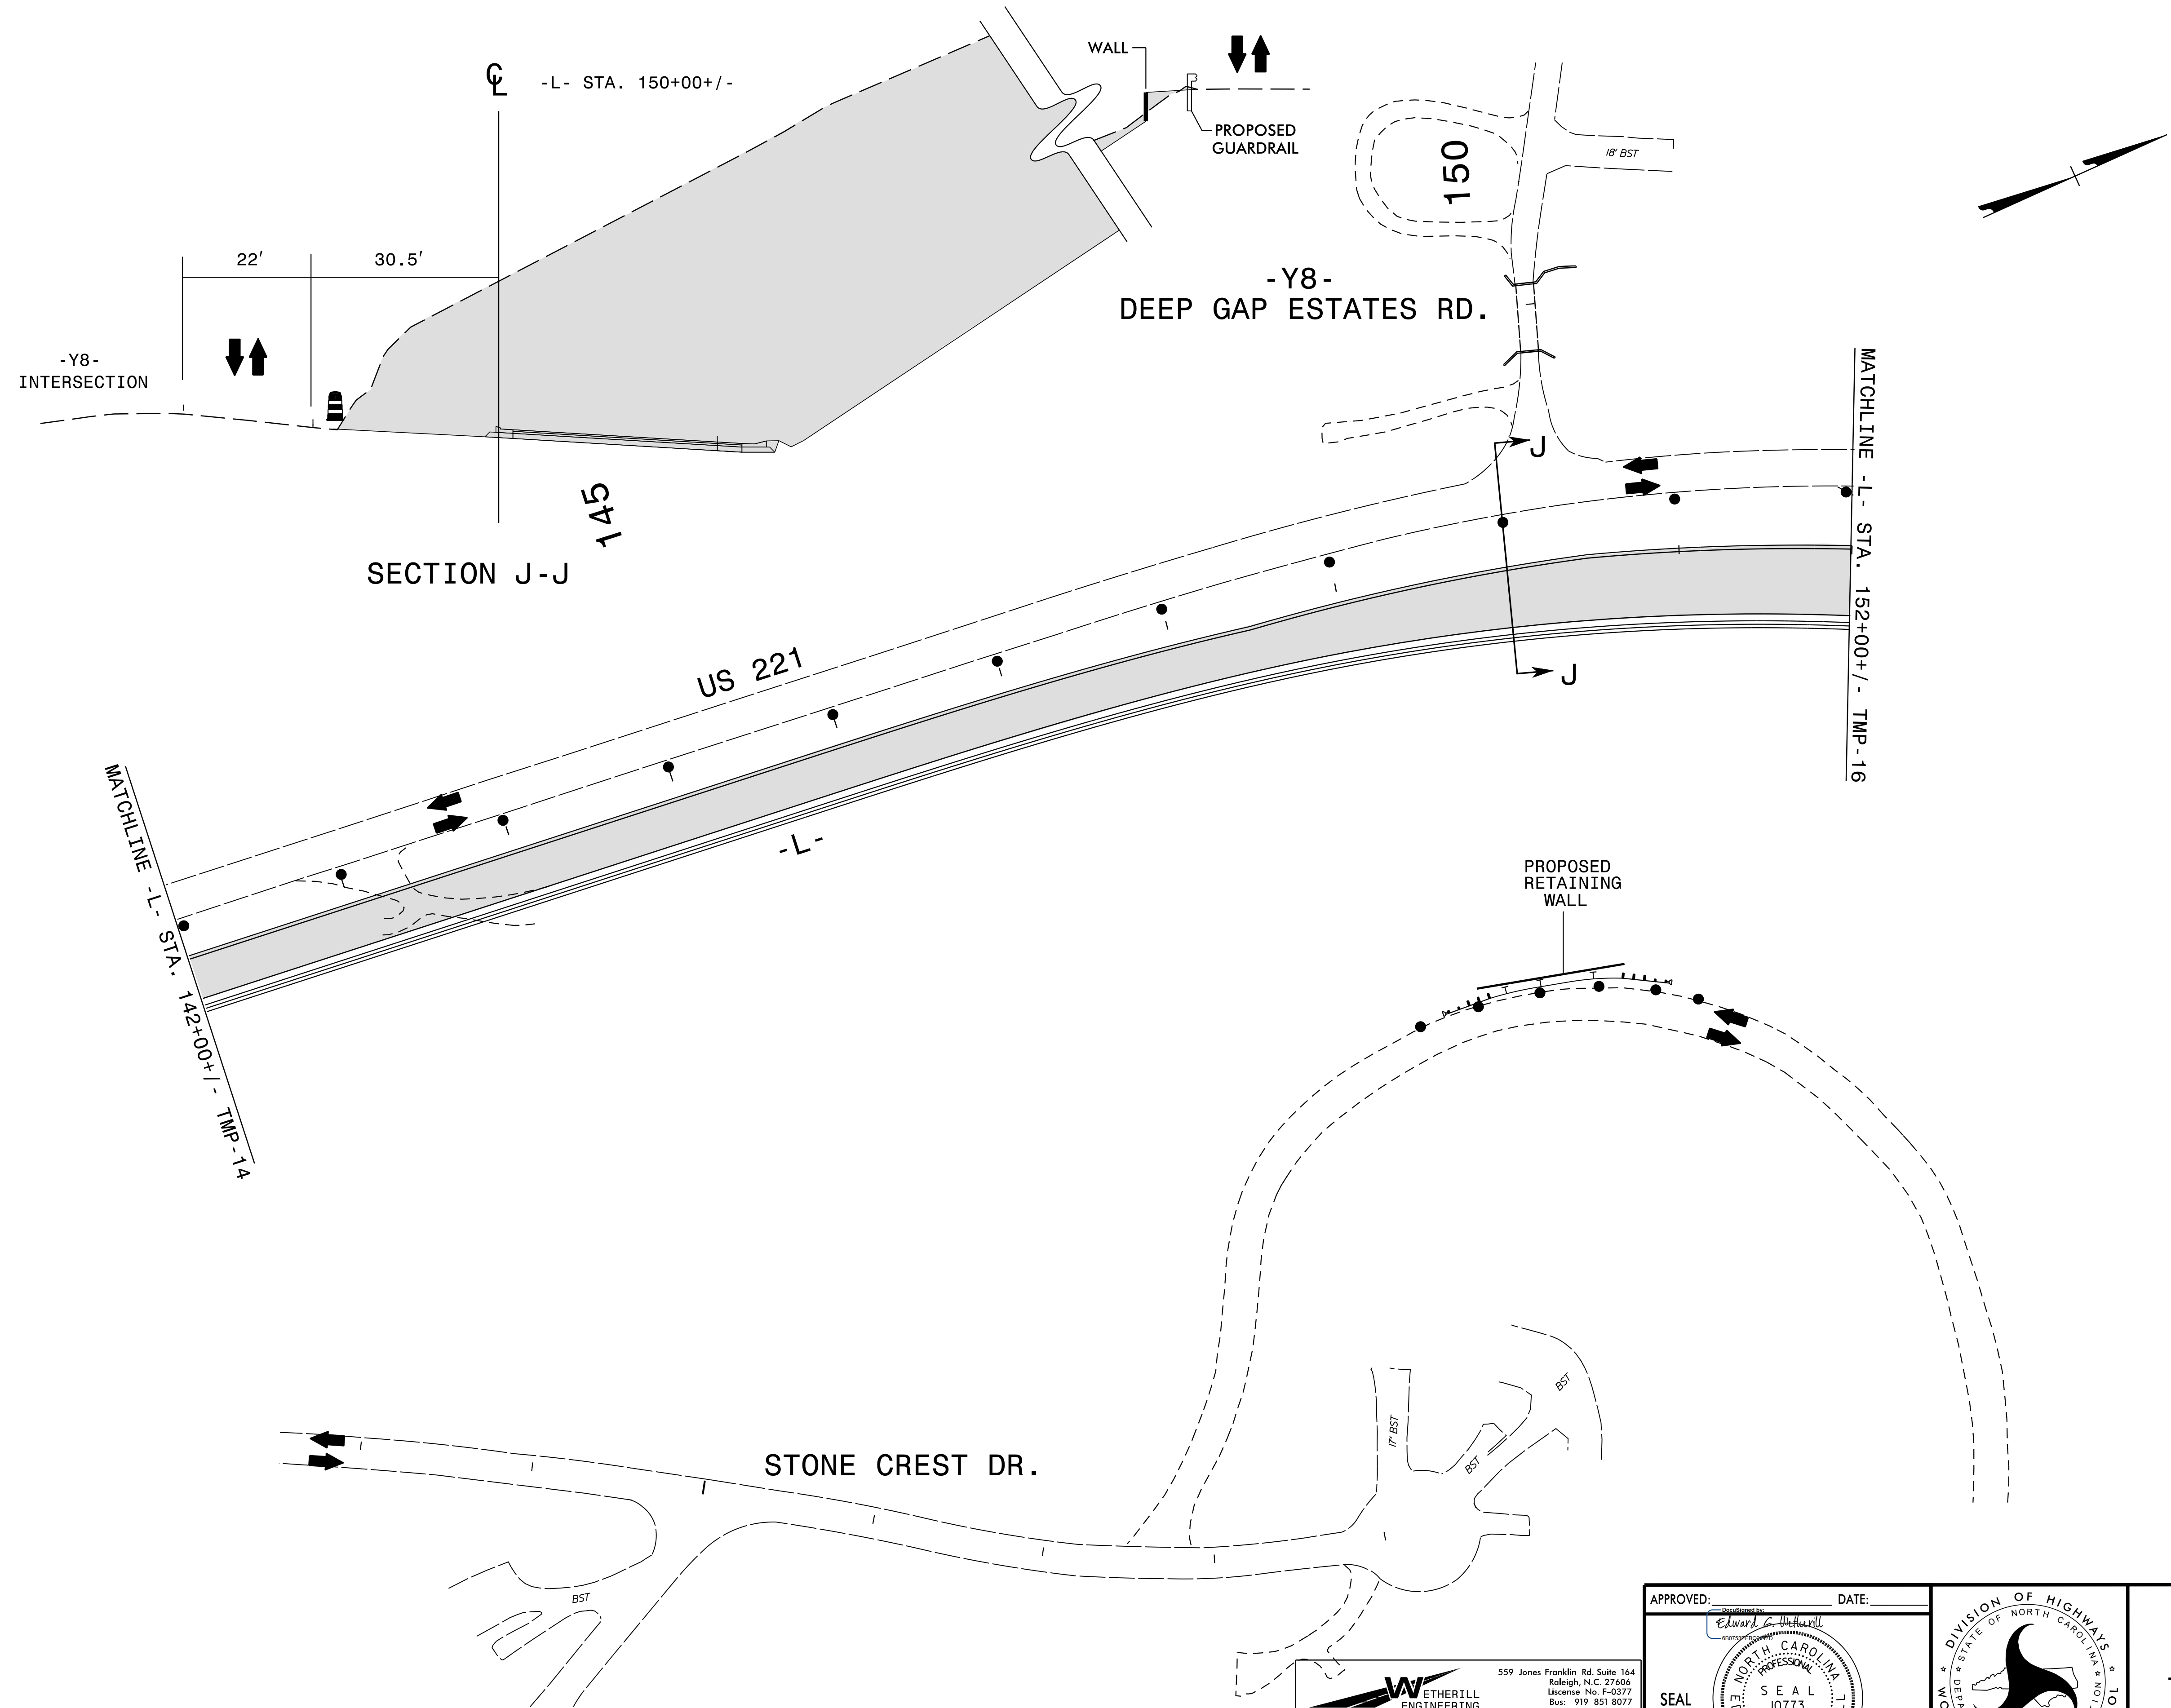 ℄
-L- STA. 150+00+/-
WALL
PROPOSED
GUARDRAIL
22'
30.5'
-Y8-
INTERSECTION
SECTION J-J
145
150
18' BST
-Y8-
DEEP GAP ESTATES RD.
J
J
MATCHLINE -L- STA. 152+00+/- TMP-16
US 221
-L-
MATCHLINE -L- STA. 142+00+/- TMP-14
PROPOSED
RETAINING
WALL
STONE CREST DR.
17' BST
BST
BST
BST
APPROVED: DATE:
DocuSigned by:
Edward G. Wetherill
NORTH CAROLINA
PROFESSIONAL
SEAL
10773
SEAL
DIVISION OF HIGHWAYS
STATE OF NORTH CAROLINA
WETHERILL
ENGINEERING
559 Jones Franklin Rd. Suite 164
Raleigh, N.C. 27606
Liscense No. F-0377
Bus: 919 851 8077